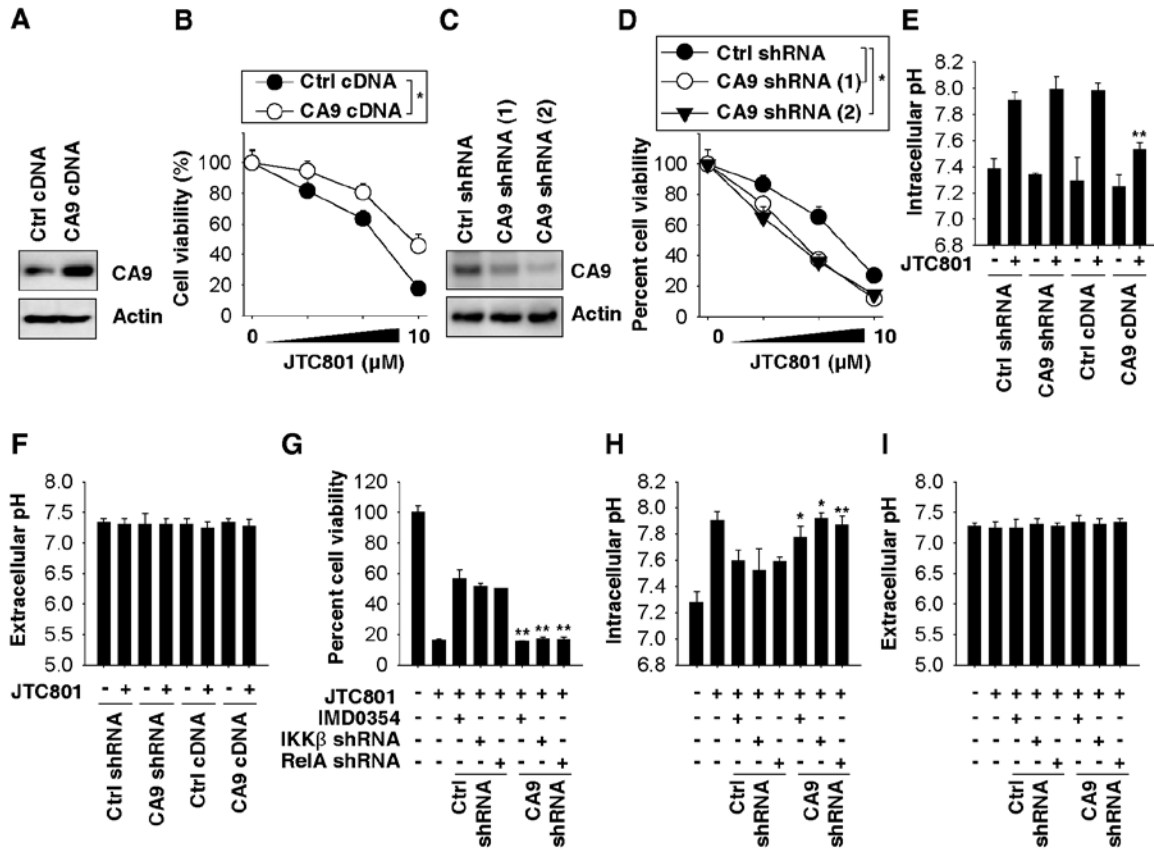 A
Ctrl cDNA
CA9 cDNA
CA9
Actin
B
Ctrl cDNA
CA9 cDNA
*
Cell viability (%)
100
80
60
40
20
0
0
10
JTC801 (µM)
C
Ctrl shRNA
CA9 shRNA (1)
CA9 shRNA (2)
CA9
Actin
D
Ctrl shRNA
CA9 shRNA (1)
CA9 shRNA (2)
*
Percent cell viability
100
80
60
40
20
0
0
10
JTC801 (µM)
E
Intracellular pH
8.2
8.0
7.8
7.6
7.4
7.2
7.0
6.8
**
JTC801 - + - + - + - +
Ctrl shRNA
CA9 shRNA
Ctrl cDNA
CA9 cDNA
F
Extracellular pH
8.0
7.5
7.0
6.5
6.0
5.5
5.0
JTC801 - + - + - + - +
Ctrl shRNA
CA9 shRNA
Ctrl cDNA
CA9 cDNA
G
Percent cell viability
120
100
80
60
40
20
0
** ** **
JTC801 - + + + + + + +
IMD0354 - - + - - + - -
IKKβ shRNA - - - + - - + -
RelA shRNA - - - - + - - +
Ctrl shRNA
CA9 shRNA
H
Intracellular pH
8.2
8.0
7.8
7.6
7.4
7.2
7.0
6.8
* * **
- + + + + + + +
- - + - - + - -
- - - + - - + -
- - - - + - - +
Ctrl shRNA
CA9 shRNA
I
Extracellular pH
8.0
7.5
7.0
6.5
6.0
5.5
5.0
- + + + + + + +
- - + - - + - -
- - - + - - + -
- - - - + - - +
Ctrl shRNA
CA9 shRNA